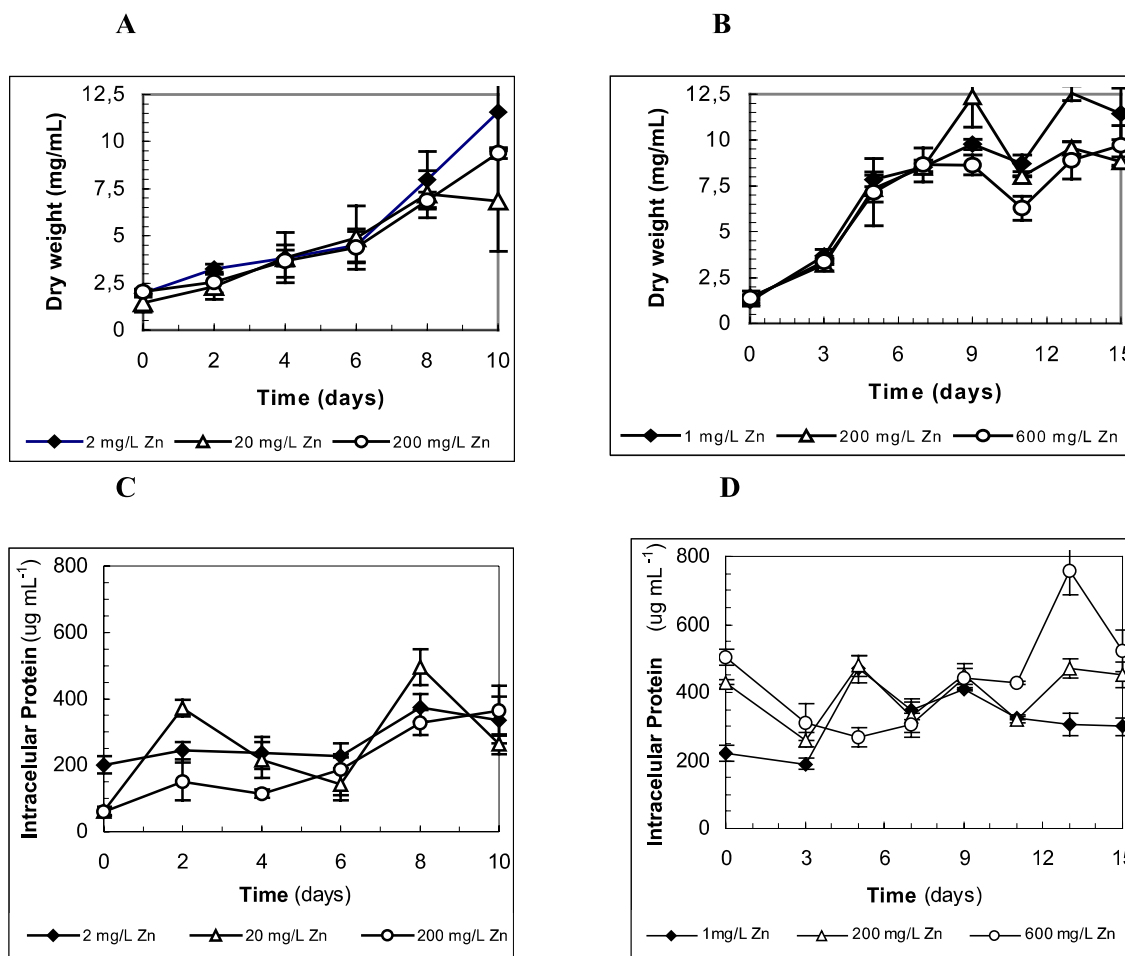 A
B
12,5
10
7,5
5
2,5
0
Dry weight (mg/mL)
0 2 4 6 8 10
Time (days)
2 mg/L Zn 20 mg/L Zn 200 mg/L Zn
12,5
10
7,5
5
2,5
0
Dry weight (mg/mL)
0 3 6 9 12 15
Time (days)
1 mg/L Zn 200 mg/L Zn 600 mg/L Zn
C
D
800
600
400
200
0
Intracelular Protein (ug mL-1)
0 2 4 6 8 10
Time (days)
2 mg/L Zn 20 mg/L Zn 200 mg/L Zn
800
600
400
200
0
Intracelular Protein (ug mL-1)
0 3 6 9 12 15
Time (days)
1mg/L Zn 200 mg/L Zn 600 mg/L Zn